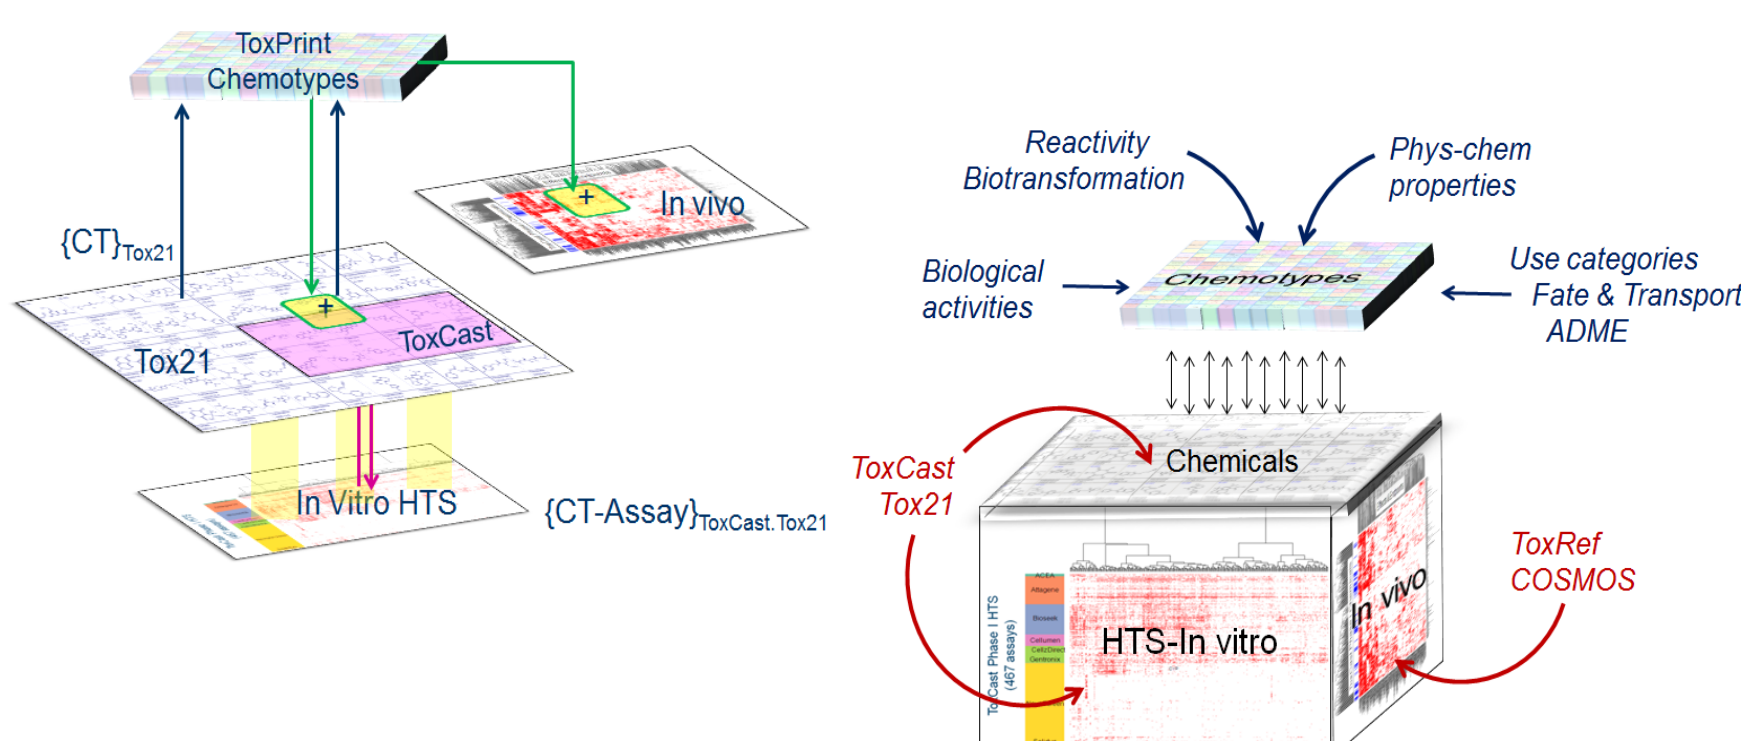 ToxPrint
Chemotypes
{CT}Tox21
In vivo
+
+
ToxCast
Tox21
In Vitro HTS
{CT-Assay}ToxCast.Tox21
Reactivity
Biotransformation
Phys-chem
properties
Biological
activities
Chemotypes
Use categories
Fate & Transport
ADME
ToxCast
Tox21
Chemicals
ToxRef
COSMOS
In vivo
HTS-In vitro
ToxCast Phase I HTS
(467 assays)
ACEA
Attagene
Bioseek
Cellumen
CellzDirect
Gentronix